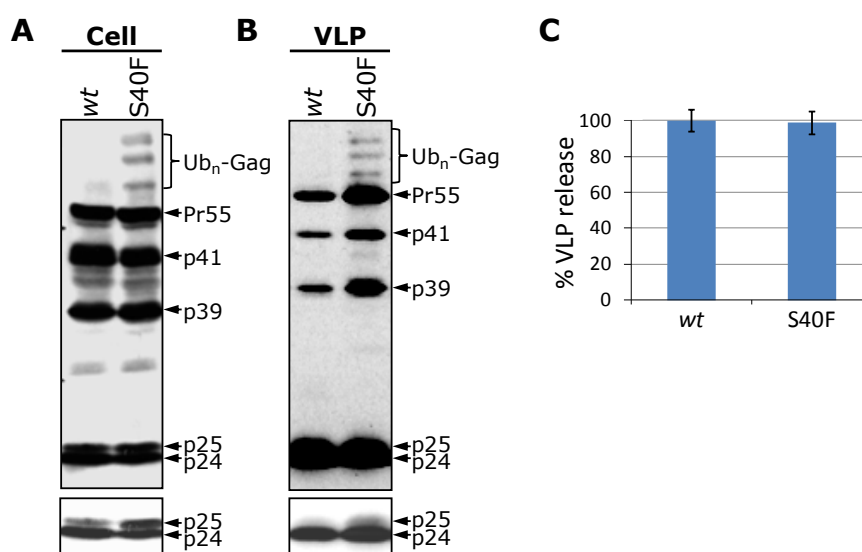 A
Cell
wt
S40F
Ubn-Gag
Pr55
p41
p39
p25
p24
p25
p24
B
VLP
wt
S40F
Ubn-Gag
Pr55
p41
p39
p25
p24
p25
p24
C
% VLP release
100
80
60
40
20
0
wt
S40F